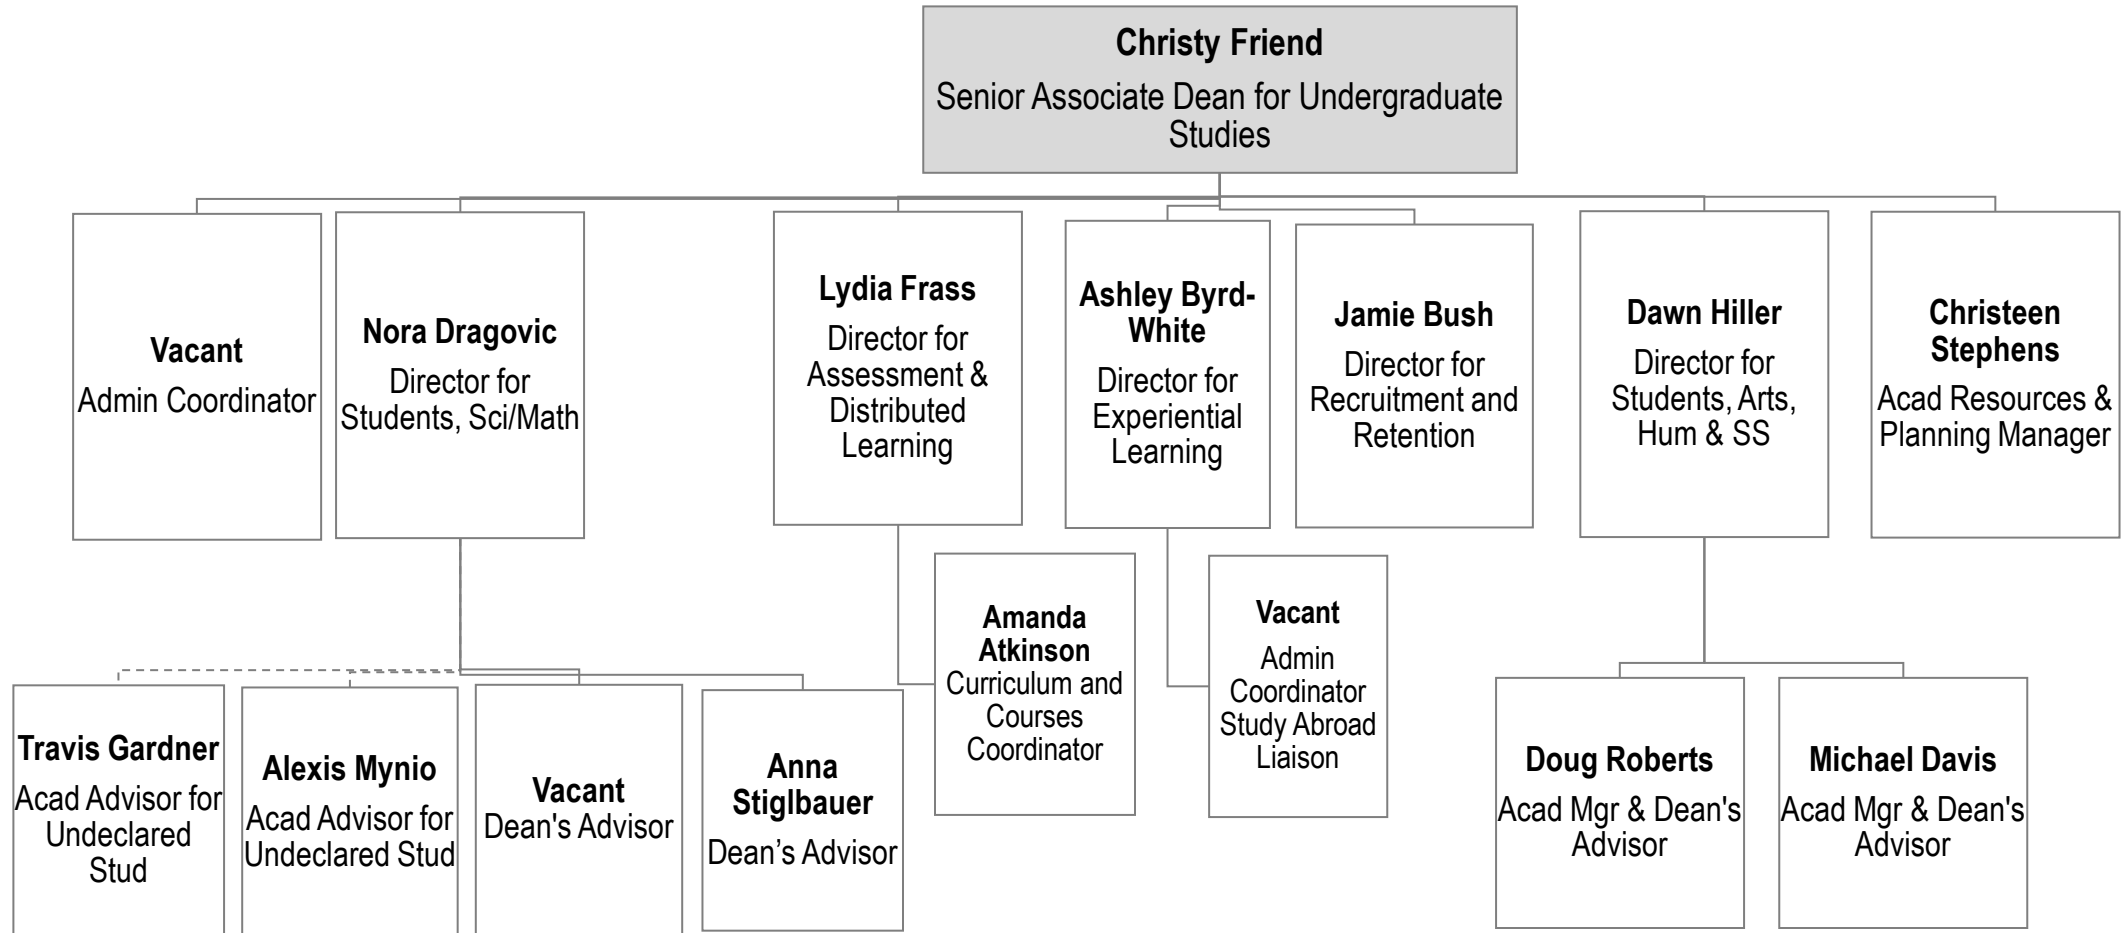 Christy Friend
Senior Associate Dean for Undergraduate
Studies
Vacant
Admin Coordinator
Nora Dragovic
Director for
Students, Sci/Math
Lydia Frass
Director for
Assessment &
Distributed
Learning
Ashley Byrd-
White
Director for
Experiential
Learning
Jamie Bush
Director for
Recruitment and
Retention
Dawn Hiller
Director for
Students, Arts,
Hum & SS
Christeen
Stephens
Acad Resources &
Planning Manager
Travis Gardner
Acad Advisor for
Undeclared
Stud
Alexis Mynio
Acad Advisor for
Undeclared Stud
Vacant
Dean's Advisor
Anna
Stiglbauer
Dean’s Advisor
Amanda
Atkinson
Curriculum and
Courses
Coordinator
Vacant
Admin
Coordinator
Study Abroad
Liaison
Doug Roberts
Acad Mgr & Dean's
Advisor
Michael Davis
Acad Mgr & Dean's
Advisor